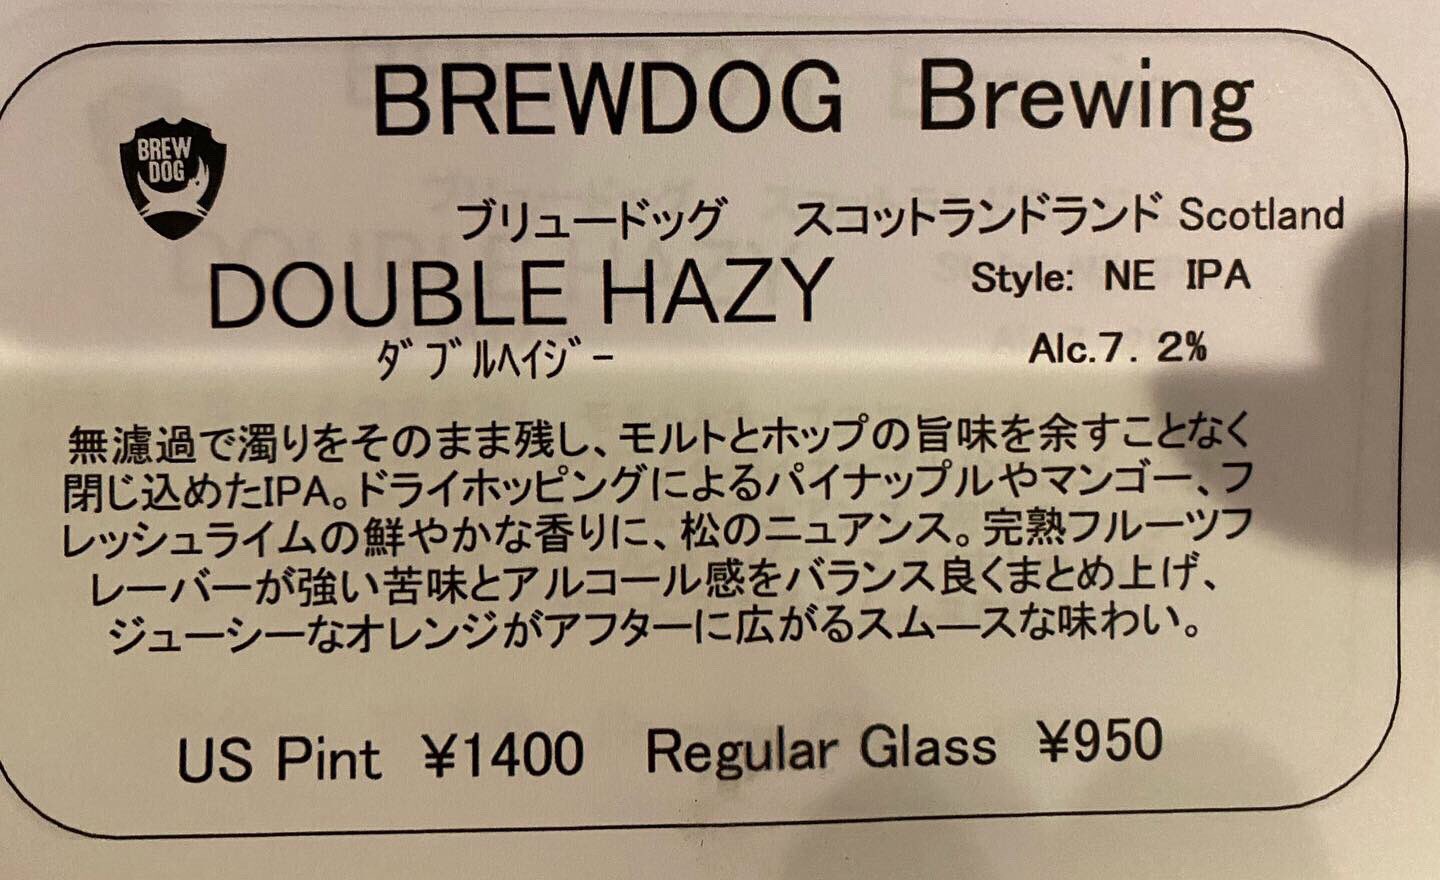 BREWDOG Brewing
BREW
DOG
ブリュードッグ スコットランドランド Scotland
DOUBLE HAZY Style: NE IPA
ダブルヘイジー Alc.7.2%
無濾過で濁りをそのまま残し、モルトとホップの旨味を余すことなく
閉じ込めたIPA。ドライホッピングによるパイナップルやマンゴー、フ
レッシュライムの鮮やかな香りに、松のニュアンス。完熟フルーツフ
レーバーが強い苦味とアルコール感をバランス良くまとめ上げ、
ジューシーなオレンジがアフターに広がるスム―スな味わい。
US Pint ¥1400 Regular Glass ¥950